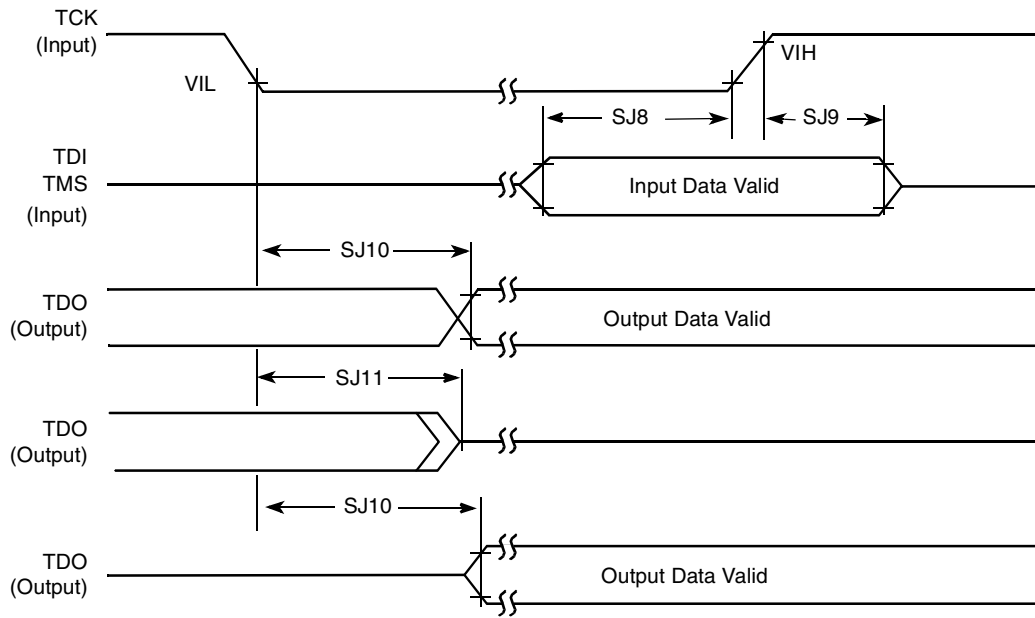 TCK
(Input)
VIL
VIH
SJ8
SJ9
TDI
TMS
(Input)
Input Data Valid
SJ10
TDO
(Output)
Output Data Valid
SJ11
TDO
(Output)
SJ10
TDO
(Output)
Output Data Valid